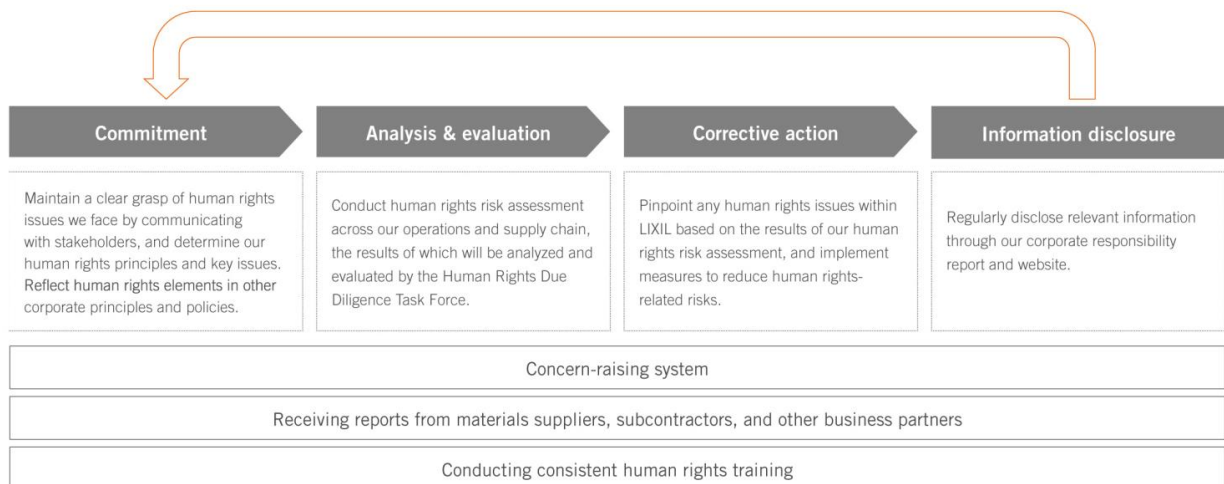 Commitment
Analysis & evaluation
Corrective action
Information disclosure
Maintain a clear grasp of human rights
issues we face by communicating
with stakeholders, and determine our
human rights principles and key issues.
Reflect human rights elements in other
corporate principles and policies.
Conduct human rights risk assessment
across our operations and supply chain,
the results of which will be analyzed and
evaluated by the Human Rights Due
Diligence Task Force.
Pinpoint any human rights issues within
LIXIL based on the results of our human
rights risk assessment, and implement
measures to reduce human rights-
related risks.
Regularly disclose relevant information
through our corporate responsibility
report and website.
Concern-raising system
Receiving reports from materials suppliers, subcontractors, and other business partners
Conducting consistent human rights training